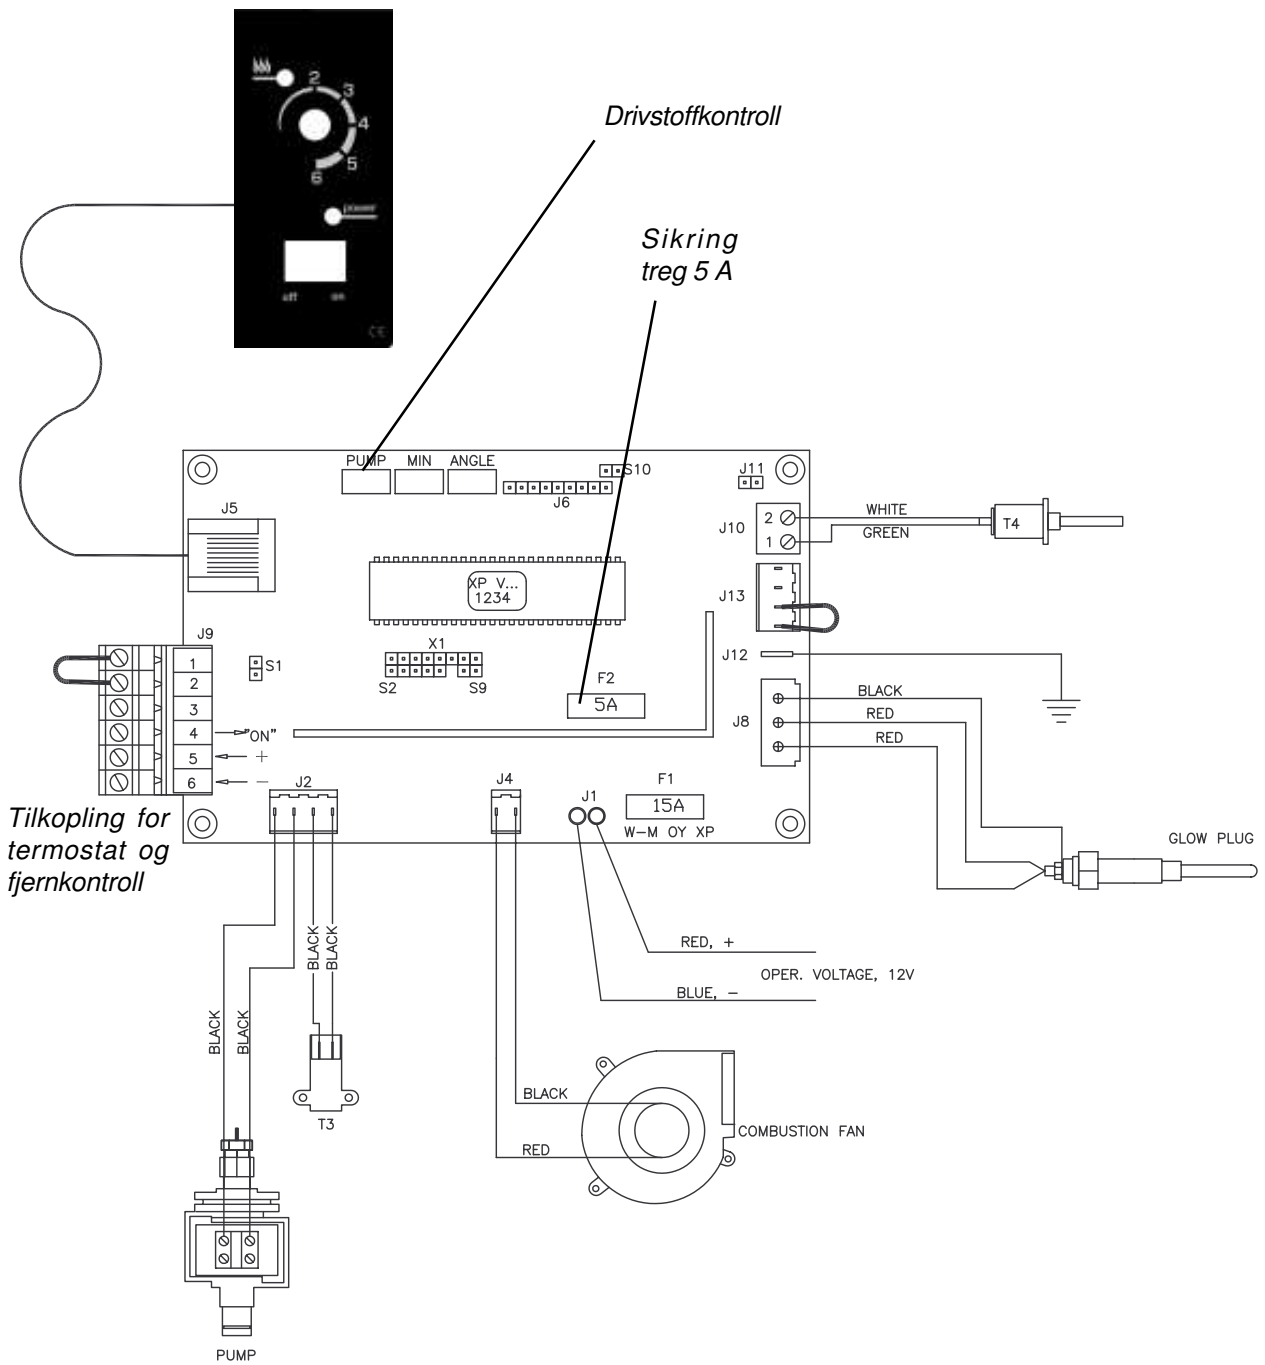 2
3
4
5
6
power
off
on
CE
Drivstoffkontroll
Sikring
treg 5 A
PUMP
MIN
ANGLE
S10
J11
J6
J5
WHITE
2
J10
T4
1
GREEN
XP V...
1234
J13
J9
X1
1
S1
J12
2
S2
S9
F2
5A
BLACK
3
RED
J8
4
"ON"
RED
5
+
6
−
J2
J4
F1
J1
15A
W-M OY XP
Tilkopling for
termostat og
fjernkontroll
GLOW PLUG
BLACK
BLACK
RED, +
OPER. VOLTAGE, 12V
BLUE, −
BLACK
BLACK
BLACK
T3
COMBUSTION FAN
RED
PUMP